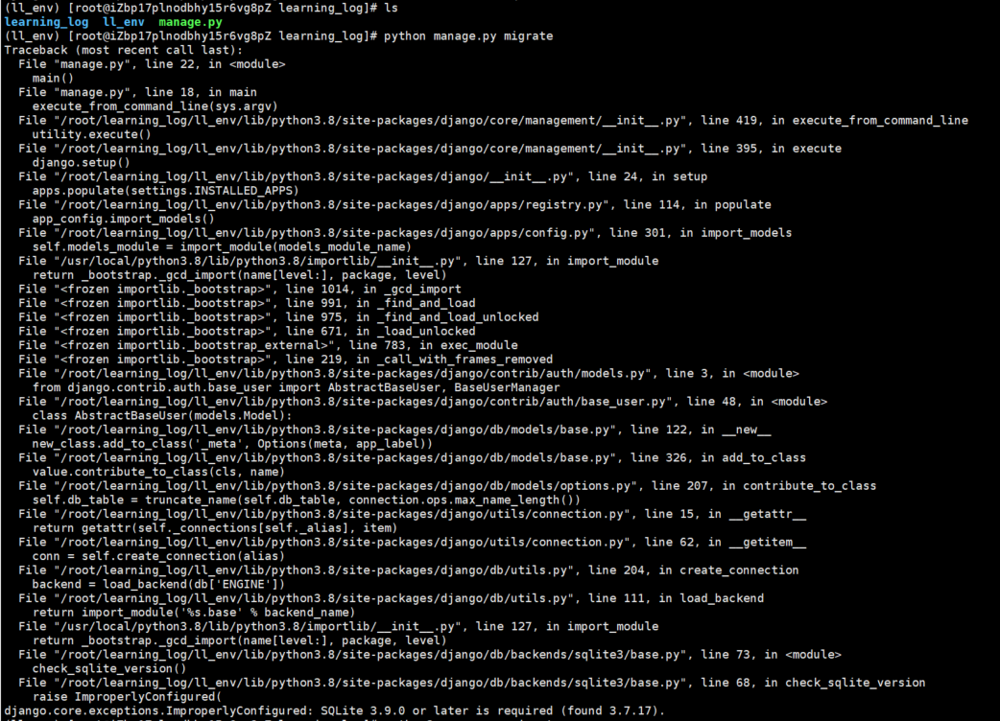 (ll_env) [root@iZbp17plnodbhy15r6vg8pZ learning_log]# ls
learning_log  ll_env  manage.py
(ll_env) [root@iZbp17plnodbhy15r6vg8pZ learning_log]# python manage.py migrate
Traceback (most recent call last):
  File "manage.py", line 22, in <module>
    main()
  File "manage.py", line 18, in main
    execute_from_command_line(sys.argv)
  File "/root/learning_log/ll_env/lib/python3.8/site-packages/django/core/management/__init__.py", line 419, in execute_from_command_line
    utility.execute()
  File "/root/learning_log/ll_env/lib/python3.8/site-packages/django/core/management/__init__.py", line 395, in execute
    django.setup()
  File "/root/learning_log/ll_env/lib/python3.8/site-packages/django/__init__.py", line 24, in setup
    apps.populate(settings.INSTALLED_APPS)
  File "/root/learning_log/ll_env/lib/python3.8/site-packages/django/apps/registry.py", line 114, in populate
    app_config.import_models()
  File "/root/learning_log/ll_env/lib/python3.8/site-packages/django/apps/config.py", line 301, in import_models
    self.models_module = import_module(models_module_name)
  File "/usr/local/python3.8/lib/python3.8/importlib/__init__.py", line 127, in import_module
    return _bootstrap._gcd_import(name[level:], package, level)
  File "<frozen importlib._bootstrap>", line 1014, in _gcd_import
  File "<frozen importlib._bootstrap>", line 991, in _find_and_load
  File "<frozen importlib._bootstrap>", line 975, in _find_and_load_unlocked
  File "<frozen importlib._bootstrap>", line 671, in _load_unlocked
  File "<frozen importlib._bootstrap_external>", line 783, in exec_module
  File "<frozen importlib._bootstrap>", line 219, in _call_with_frames_removed
  File "/root/learning_log/ll_env/lib/python3.8/site-packages/django/contrib/auth/models.py", line 3, in <module>
    from django.contrib.auth.base_user import AbstractBaseUser, BaseUserManager
  File "/root/learning_log/ll_env/lib/python3.8/site-packages/django/contrib/auth/base_user.py", line 48, in <module>
    class AbstractBaseUser(models.Model):
  File "/root/learning_log/ll_env/lib/python3.8/site-packages/django/db/models/base.py", line 122, in __new__
    new_class.add_to_class('_meta', Options(meta, app_label))
  File "/root/learning_log/ll_env/lib/python3.8/site-packages/django/db/models/base.py", line 326, in add_to_class
    value.contribute_to_class(cls, name)
  File "/root/learning_log/ll_env/lib/python3.8/site-packages/django/db/models/options.py", line 207, in contribute_to_class
    self.db_table = truncate_name(self.db_table, connection.ops.max_name_length())
  File "/root/learning_log/ll_env/lib/python3.8/site-packages/django/utils/connection.py", line 15, in __getattr__
    return getattr(self._connections[self._alias], item)
  File "/root/learning_log/ll_env/lib/python3.8/site-packages/django/utils/connection.py", line 62, in __getitem__
    conn = self.create_connection(alias)
  File "/root/learning_log/ll_env/lib/python3.8/site-packages/django/db/utils.py", line 204, in create_connection
    backend = load_backend(db['ENGINE'])
  File "/root/learning_log/ll_env/lib/python3.8/site-packages/django/db/utils.py", line 111, in load_backend
    return import_module('%s.base' % backend_name)
  File "/usr/local/python3.8/lib/python3.8/importlib/__init__.py", line 127, in import_module
    return _bootstrap._gcd_import(name[level:], package, level)
  File "/root/learning_log/ll_env/lib/python3.8/site-packages/django/db/backends/sqlite3/base.py", line 73, in <module>
    check_sqlite_version()
  File "/root/learning_log/ll_env/lib/python3.8/site-packages/django/db/backends/sqlite3/base.py", line 68, in check_sqlite_version
    raise ImproperlyConfigured(
django.core.exceptions.ImproperlyConfigured: SQLite 3.9.0 or later is required (found 3.7.17).